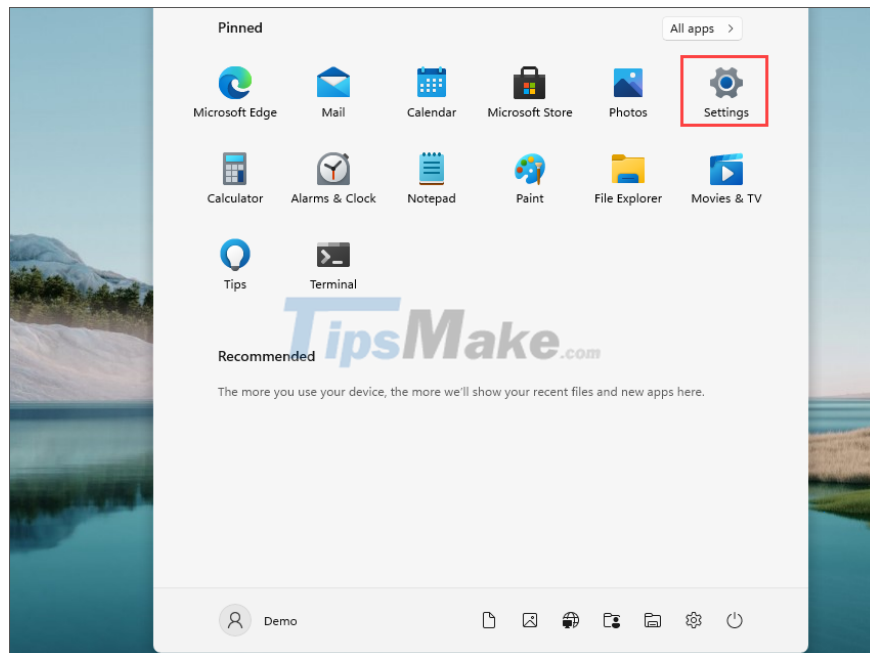 Pinned
All apps
Microsoft Edge
Mail
Calendar
Microsoft Store
Photos
Settings
Calculator
Alarms & Clock
Notepad
Paint
File Explorer
Movies & TV
Tips
Terminal
TipsMake.com
Recommended
The more you use your device, the more we'll show your recent files and new apps here.
Demo